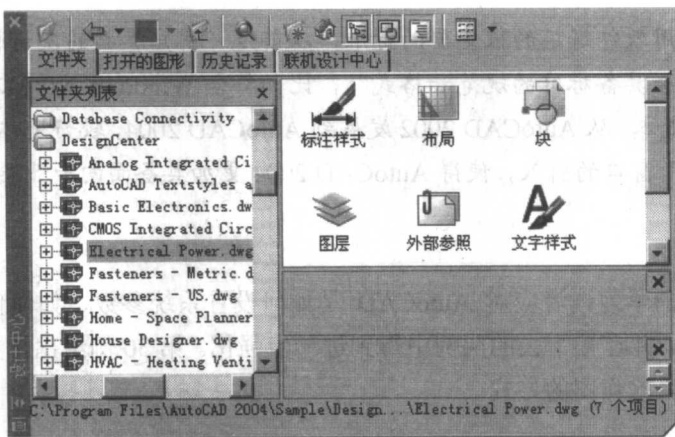 文件夹 打开的图形 历史记录 联机设计中心
文件夹列表
Database Connectivity
DesignCenter
Analog Integrated Ci
AutoCAD Textstyles a
Basic Electronics.dw
CMOS Integrated Circ
Electrical Power.dwg
Fasteners - Metric.d
Fasteners - US.dwg
Home - Space Planner
House Designer.dwg
HVAC - Heating Venti
标注样式 布局 块
图层 外部参照 文字样式
设计中心
C:\Program Files\AutoCAD 2004\Sample\Design...\Electrical Power.dwg (7 个项目)